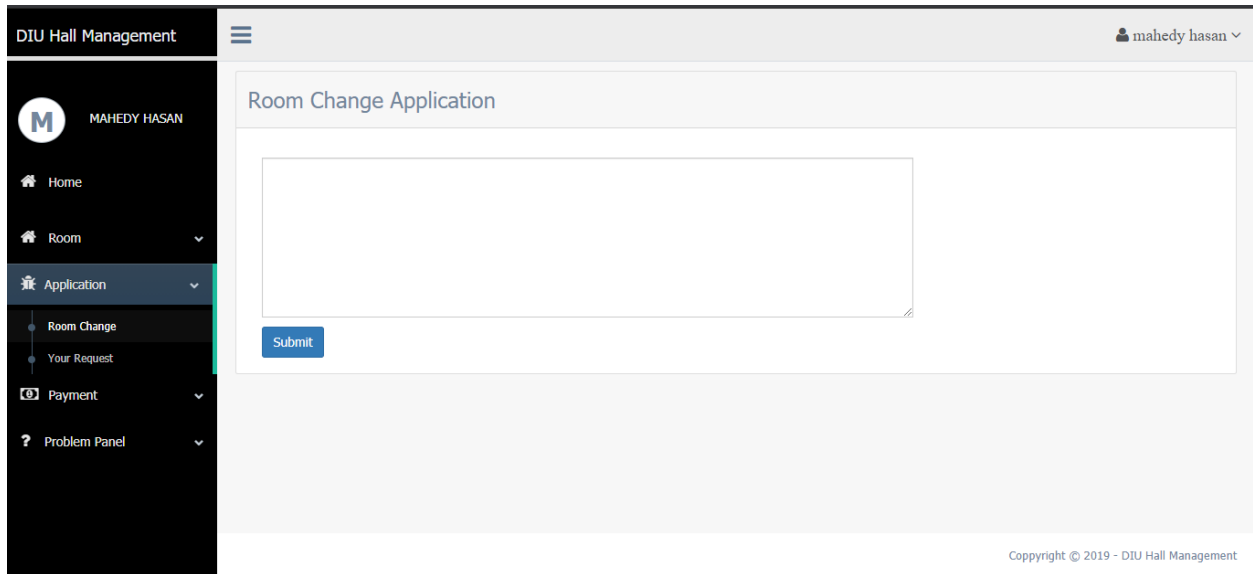 DIU Hall Management
mahedy hasan
M
MAHEDY HASAN
Home
Room
Application
Room Change
Your Request
Payment
? Problem Panel
Room Change Application
Submit
Coppyright © 2019 - DIU Hall Management